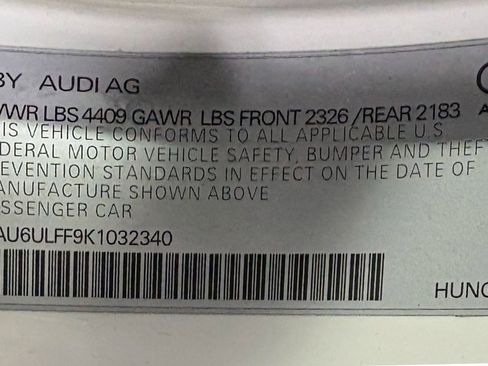 BY AUDI AG
VWR LBS 4409 GAWR LBS FRONT 2326 /REAR 2183
IS VEHICLE CONFORMS TO ALL APPLICABLE U.S
DERAL MOTOR VEHICLE SAFETY, BUMPER AND THEFT
EVENTION STANDARDS IN EFFECT ON THE DATE OF
ANUFACTURE SHOWN ABOVE
SSENGER CAR
AU6ULFF9K1032340
HUNG